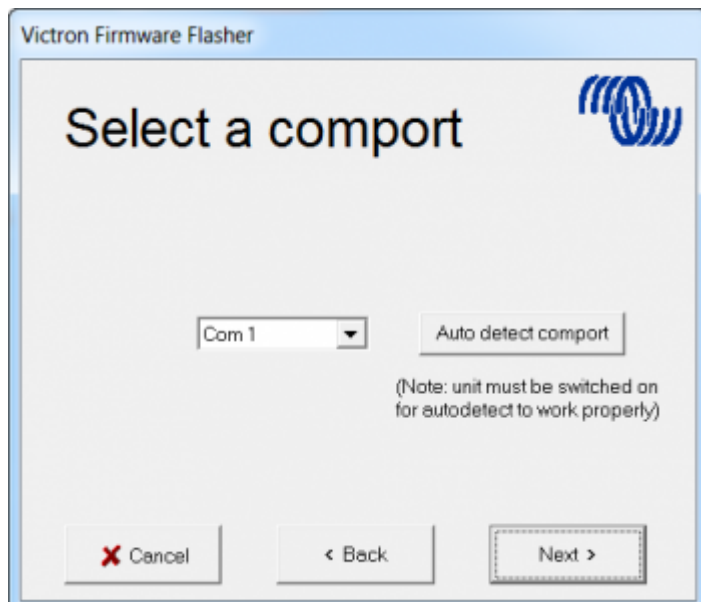 Victron Firmware Flasher
Select a comport
Com 1
Auto detect comport
(Note: unit must be switched on
for autodetect to work properly)
Cancel
< Back
Next >